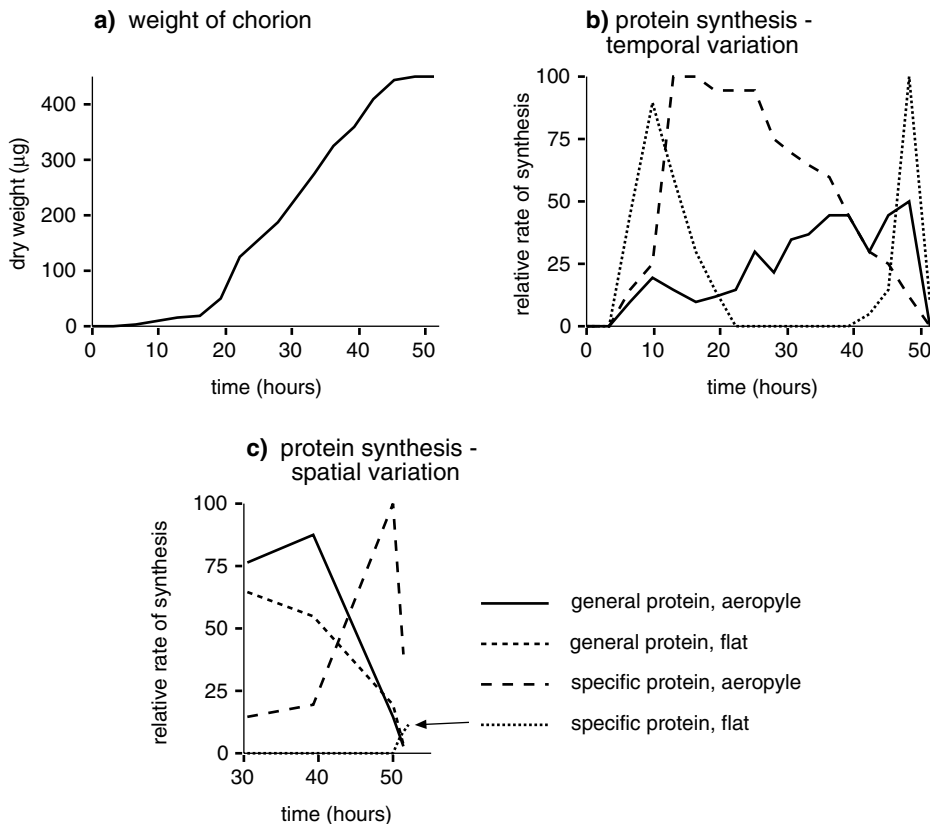 a) weight of chorion
400
300
200
100
0
dry weight (µg)
0 10 20 30 40 50
time (hours)
b) protein synthesis -
temporal variation
100
75
50
25
0
relative rate of synthesis
0 10 20 30 40 50
time (hours)
c) protein synthesis -
spatial variation
100
75
50
25
0
relative rate of synthesis
30 40 50
time (hours)
general protein, aeropyle
general protein, flat
specific protein, aeropyle
specific protein, flat